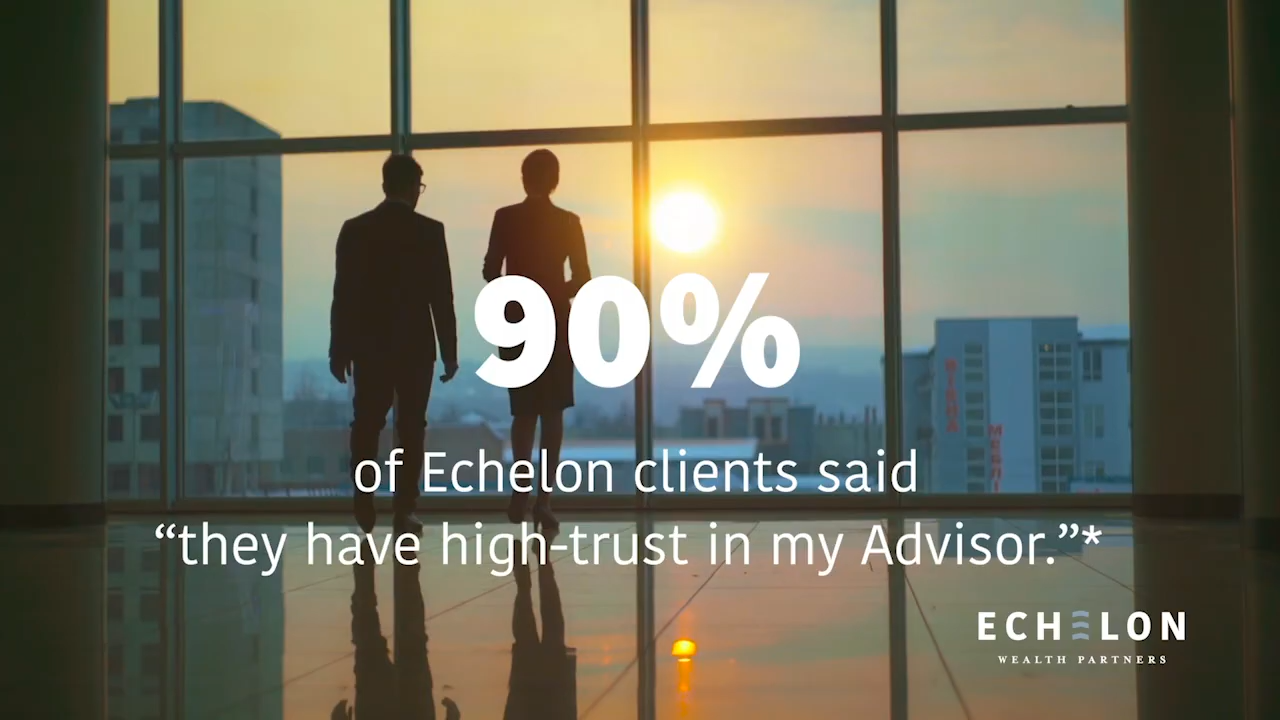 90%
of Echelon clients said
“they have high-trust in my Advisor.”*
ECHELON
WEALTH PARTNERS